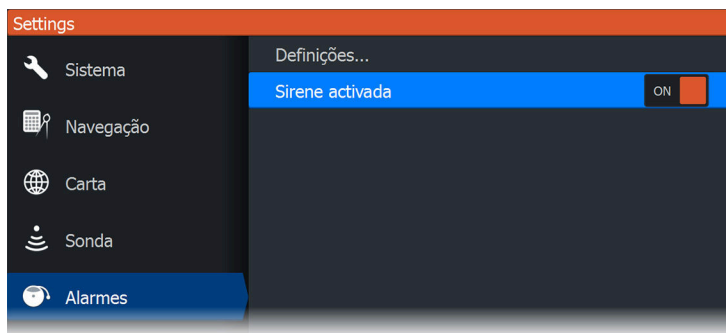 Settings
Sistema
Navegação
Carta
Sonda
Alarmes
Definições...
Sirene activada
ON